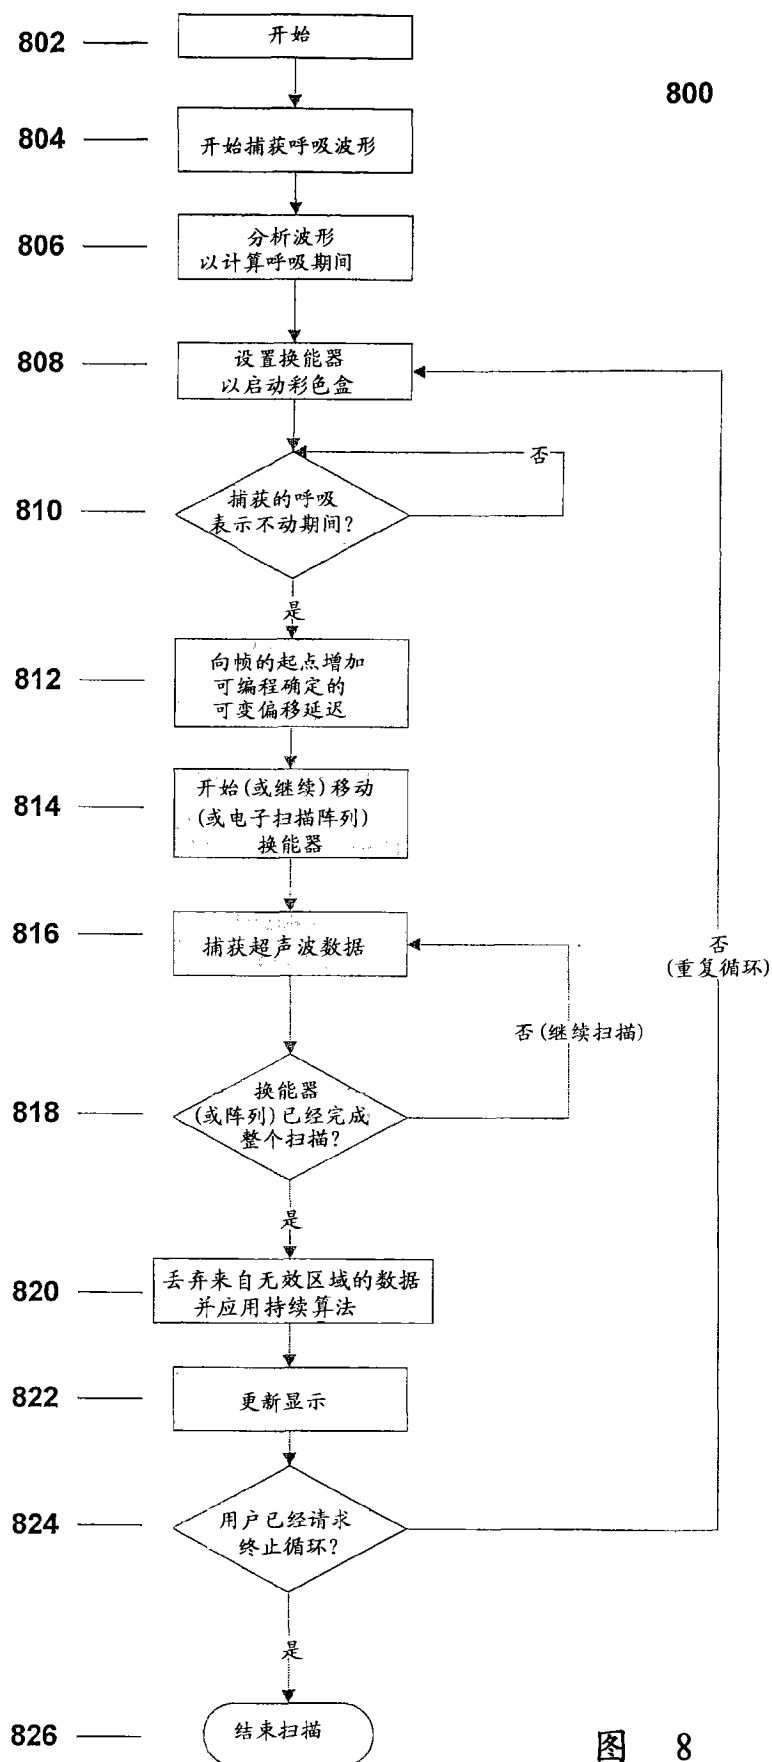 802
开始
800
804
开始捕获呼吸波形
806
分析波形
以计算呼吸期间
808
设置换能器
以启动彩色盒
否
810
捕获的呼吸
表示不动期间?
是
812
向帧的起点增加
可编程确定的
可变偏移延迟
814
开始(或继续)移动
(或电子扫描阵列)
换能器
816
捕获超声波数据
否
(重复循环)
否(继续扫描)
818
换能器
(或阵列)已经完成
整个扫描?
是
820
丢弃来自无效区域的数据
并应用持续算法
822
更新显示
824
用户已经请求
终止循环?
是
826
结束扫描
图 8